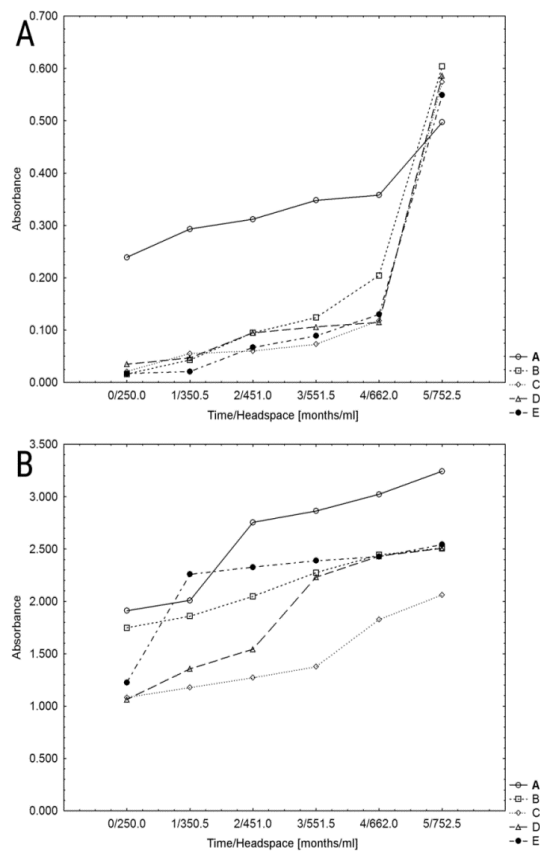 A
0.700
0.600
0.500
0.400
0.300
0.200
0.100
0.000
Absorbance
0/250.0 1/350.5 2/451.0 3/551.5 4/662.0 5/752.5
Time/Headspace [months/ml]
A
B
C
D
E
B
3.500
3.000
2.500
2.000
1.500
1.000
0.500
0.000
Absorbance
0/250.0 1/350.5 2/451.0 3/551.5 4/662.0 5/752.5
Time/Headspace [months/ml]
A
B
C
D
E